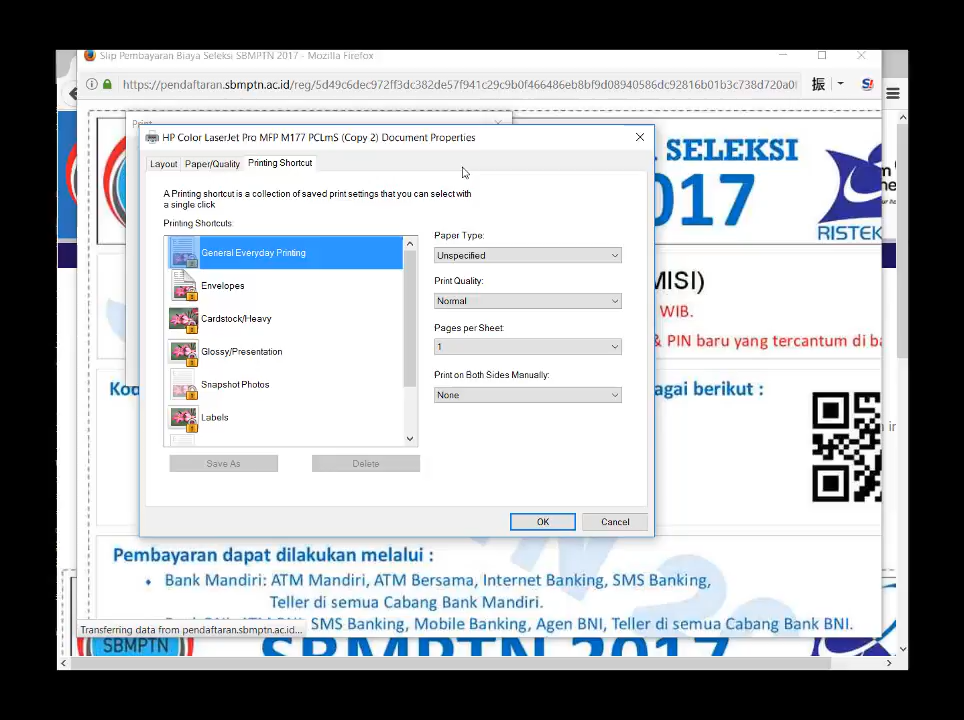 Slip Pembayaran Biaya Seleksi SBMPTN 2017 - Mozilla Firefox
https://pendaftaran.sbmptn.ac.id/reg/5d49c6dec972ff3dc382de57f941c29c9b0f466486eb8bf9d08940586dc92816b01b3c738d720a0f
振
Print
HP Color LaserJet Pro MFP M177 PCLmS (Copy 2) Document Properties
Layout Paper/Quality Printing Shortcut
A Printing shortcut is a collection of saved print settings that you can select with
a single click
Printing Shortcuts:
General Everyday Printing
Envelopes
Cardstock/Heavy
Glossy/Presentation
Snapshot Photos
Labels
Save As Delete
Paper Type:
Unspecified
Print Quality:
Normal
Pages per Sheet:
1
Print on Both Sides Manually:
None
OK Cancel
SELEKSI
017
RISTEK
MISI)
WIB.
& PIN baru yang tercantum di ba
Kod
agai berikut :
Pembayaran dapat dilakukan melalui :
Bank Mandiri: ATM Mandiri, ATM Bersama, Internet Banking, SMS Banking,
Teller di semua Cabang Bank Mandiri.
SMS Banking, Mobile Banking, Agen BNI, Teller di semua Cabang Bank BNI.
Transferring data from pendaftaran.sbmptn.ac.id...
SBMPTN
SBMPTN 2017